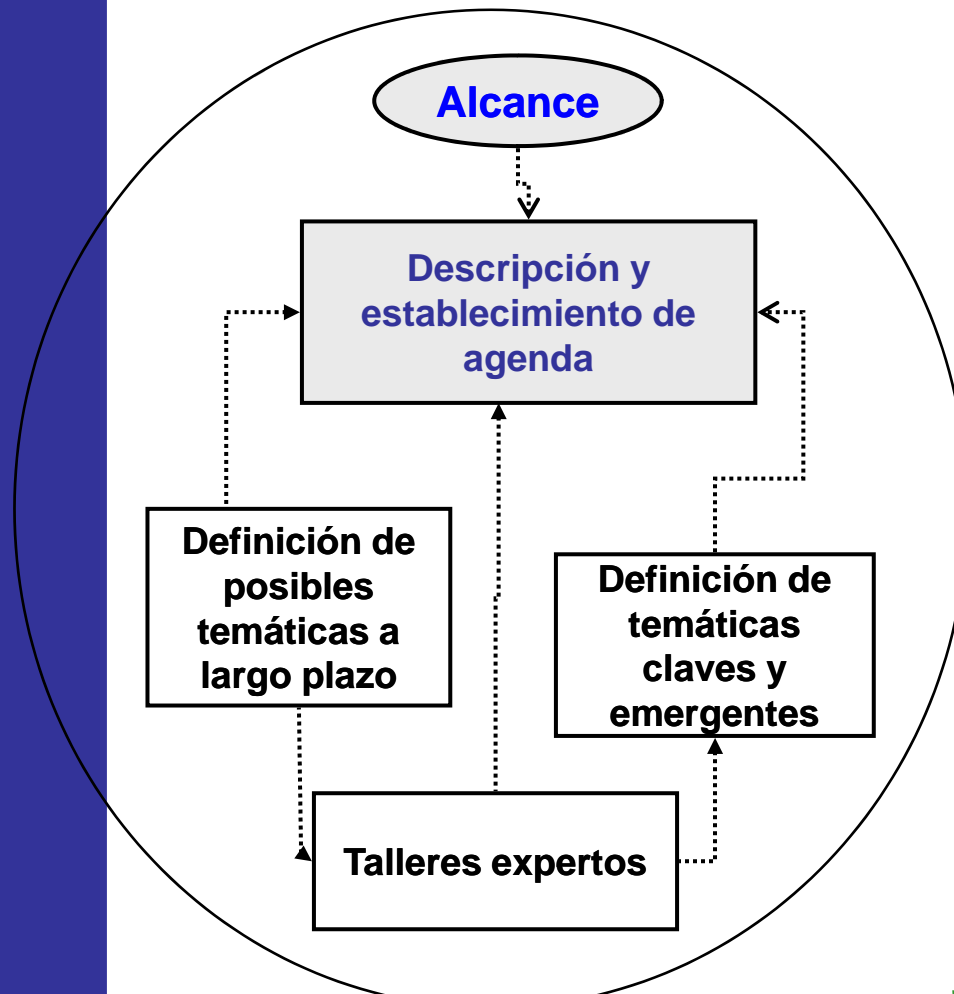 Alcance
Descripción y
establecimiento de
agenda
Definición de
posibles
temáticas a
largo plazo
Definición de
temáticas
claves y
emergentes
Talleres expertos